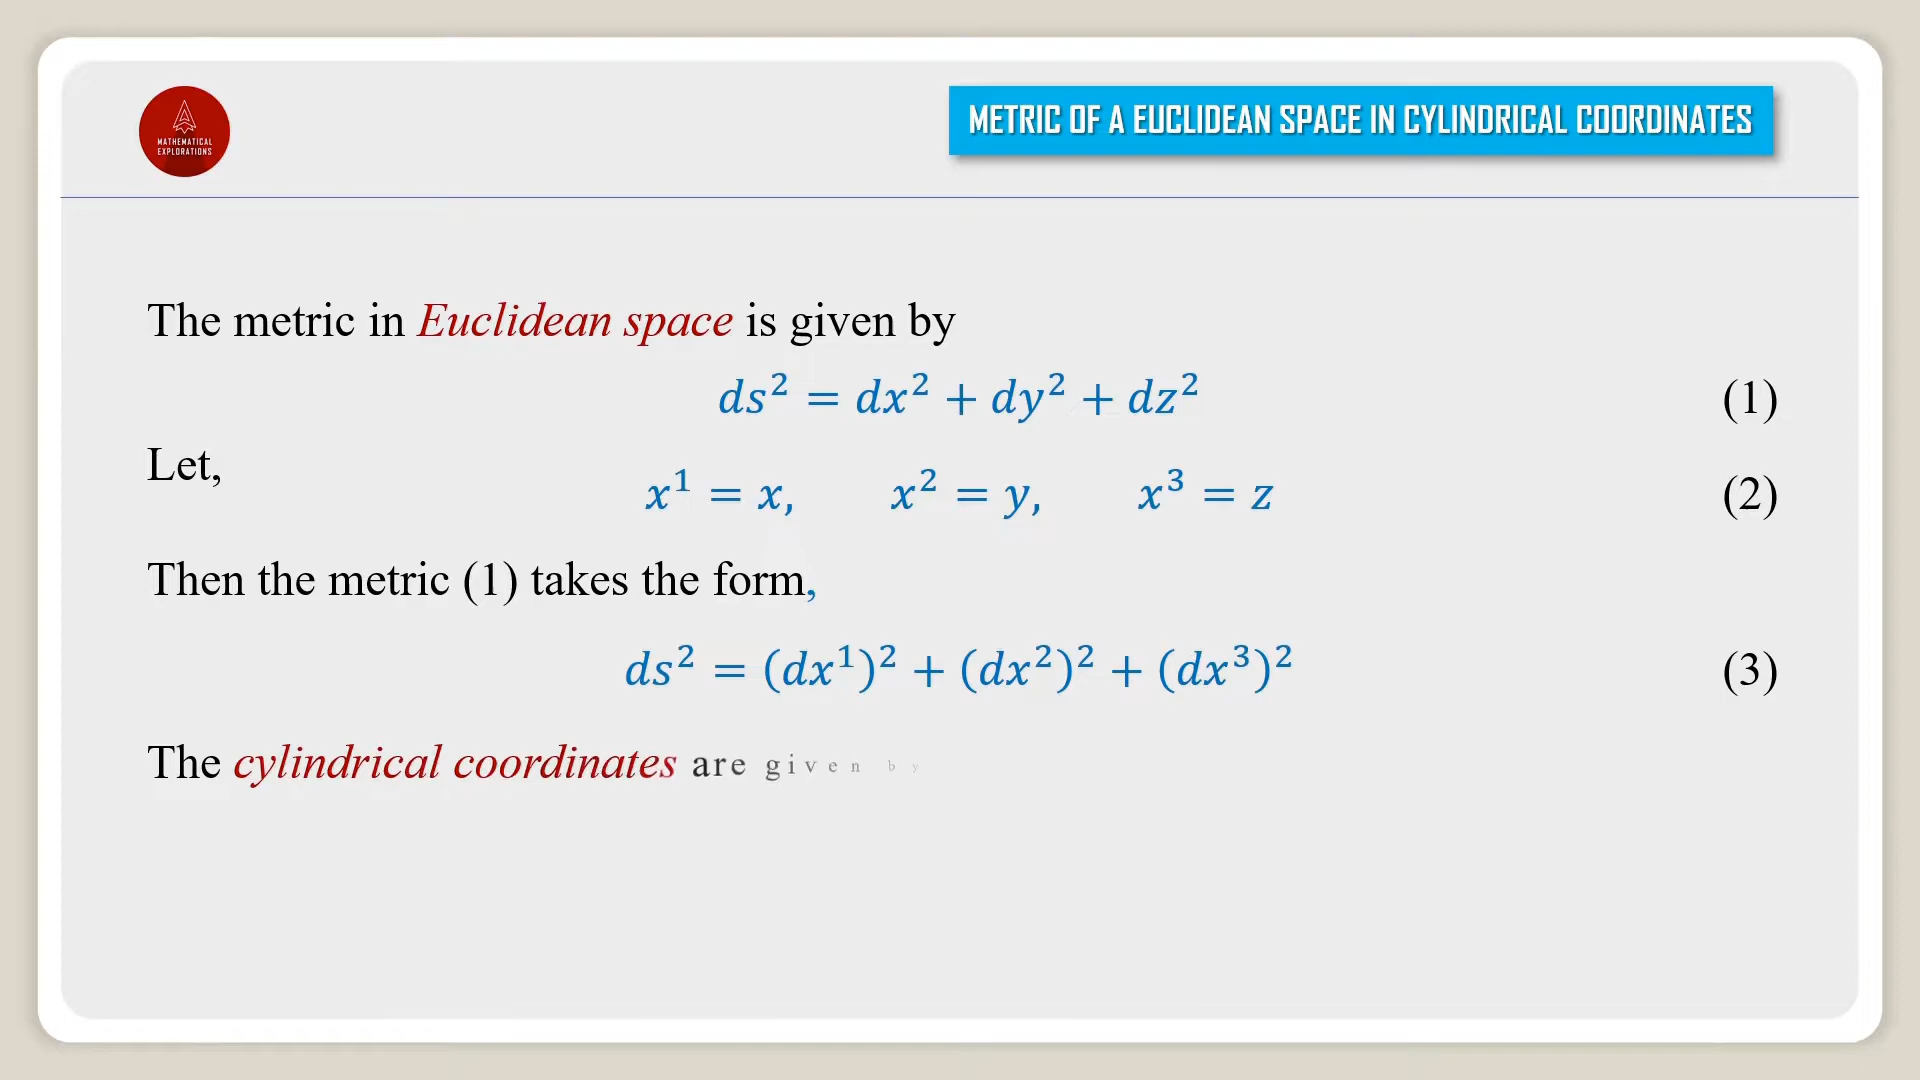 MATHEMATICAL
EXPLORATIONS
METRIC OF A EUCLIDEAN SPACE IN CYLINDRICAL COORDINATES
The metric in Euclidean space is given by
ds² = dx² + dy² + dz² (1)
Let,
x¹ = x, x² = y, x³ = z (2)
Then the metric (1) takes the form,
ds² = (dx¹)² + (dx²)² + (dx³)² (3)
The cylindrical coordinates are given by